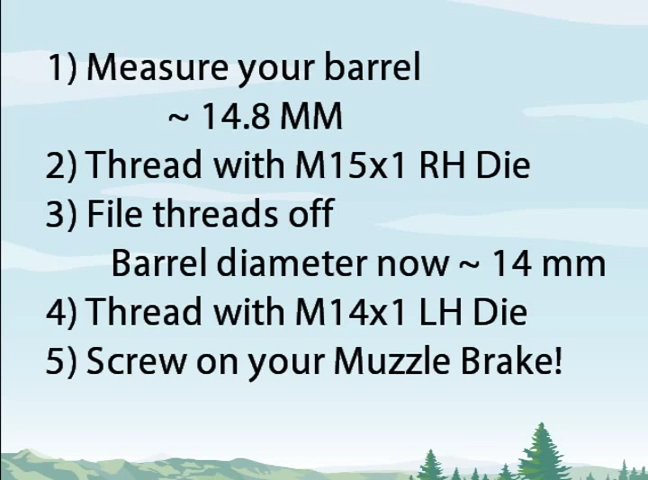 1) Measure your barrel
~ 14.8 MM
2) Thread with M15x1 RH Die
3) File threads off
Barrel diameter now ~ 14 mm
4) Thread with M14x1 LH Die
5) Screw on your Muzzle Brake!